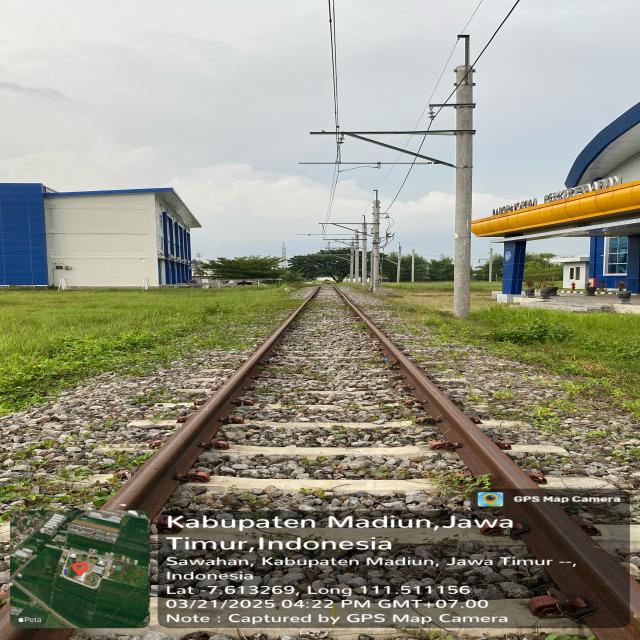 GPS Map Camera
Kabupaten Madiun,Jawa
Timur,Indonesia
Sawahan, Kabupaten Madiun, Jawa Timur --,
Indonesia
Lat -7,613269, Long 111,511156
03/21/2025 04:22 PM GMT+07:00
Note : Captured by GPS Map Camera
Peta